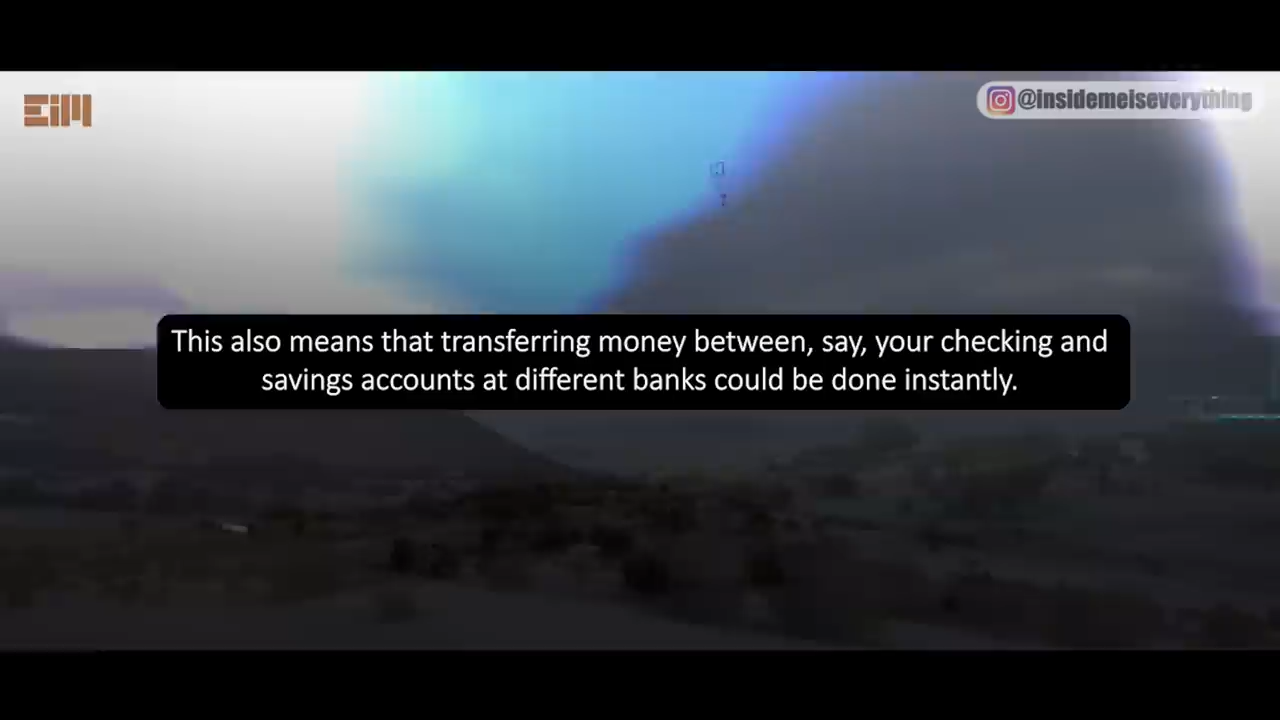 EiM
@insidemeiseverything
This also means that transferring money between, say, your checking and
savings accounts at different banks could be done instantly.